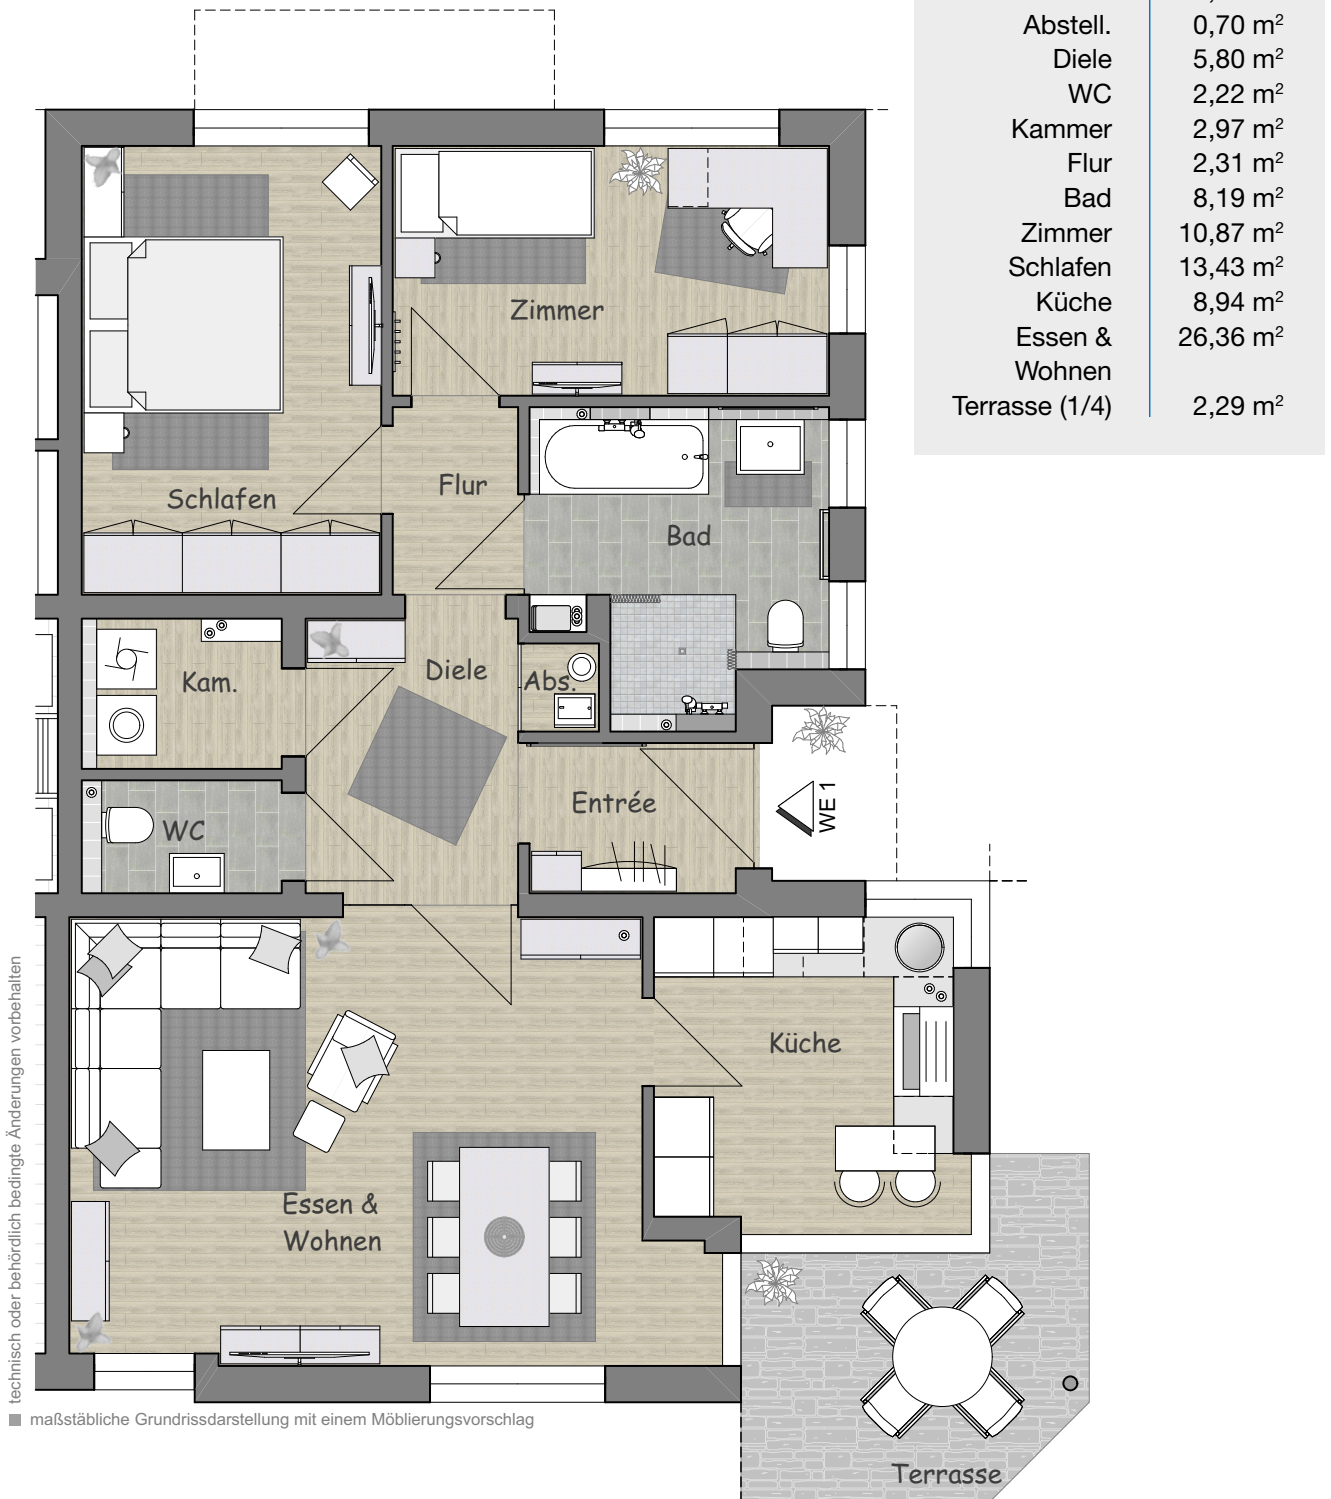 Abstell. 0,70 m²
Diele 5,80 m²
WC 2,22 m²
Kammer 2,97 m²
Flur 2,31 m²
Bad 8,19 m²
Zimmer 10,87 m²
Schlafen 13,43 m²
Küche 8,94 m²
Essen & 26,36 m²
Wohnen
Terrasse (1/4) 2,29 m²
Zimmer
Schlafen
Flur
Bad
Kam.
Diele
Abs.
WC
Entrée
WE 1
Küche
Essen &
Wohnen
Terrasse
technisch oder behördlich bedingte Änderungen vorbehalten
maßstäbliche Grundrissdarstellung mit einem Möblierungsvorschlag